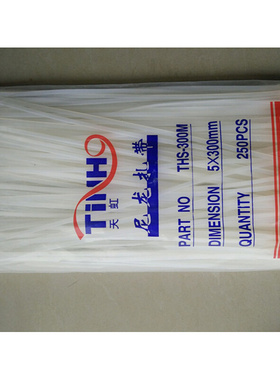 TiNH
天虹
尼龙扎带
PART NO THS-300M
DIMENSION 5×300mm
QUANTITY 250PCS